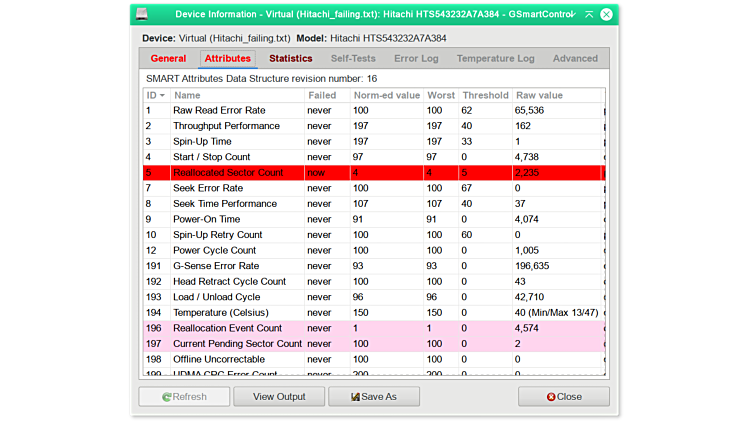 Device Information - Virtual (Hitachi_failing.txt): Hitachi HTS543232A7A384 - GSmartControl
Device: Virtual (Hitachi_failing.txt) Model: Hitachi HTS543232A7A384
General Attributes Statistics Self-Tests Error Log Temperature Log Advanced
SMART Attributes Data Structure revision number: 16
ID Name Failed Norm-ed value Worst Threshold Raw value
1 Raw Read Error Rate never 100 100 62 65,536
2 Throughput Performance never 197 197 40 162
3 Spin-Up Time never 197 197 33 1
4 Start / Stop Count never 97 97 0 4,738
5 Reallocated Sector Count now 4 4 5 2,235
7 Seek Error Rate never 100 100 67 0
8 Seek Time Performance never 107 107 40 37
9 Power-On Time never 91 91 0 4,074
10 Spin-Up Retry Count never 100 100 60 0
12 Power Cycle Count never 100 100 0 1,005
191 G-Sense Error Rate never 93 93 0 196,635
192 Head Retract Cycle Count never 100 100 0 43
193 Load / Unload Cycle never 96 96 0 42,710
194 Temperature (Celsius) never 150 150 0 40 (Min/Max 13/47)
196 Reallocation Event Count never 1 1 0 4,574
197 Current Pending Sector Count never 100 100 0 2
198 Offline Uncorrectable never 100 100 0 0
199 UDMA CRC Error Count never 200 200 0 0
Refresh View Output Save As Close